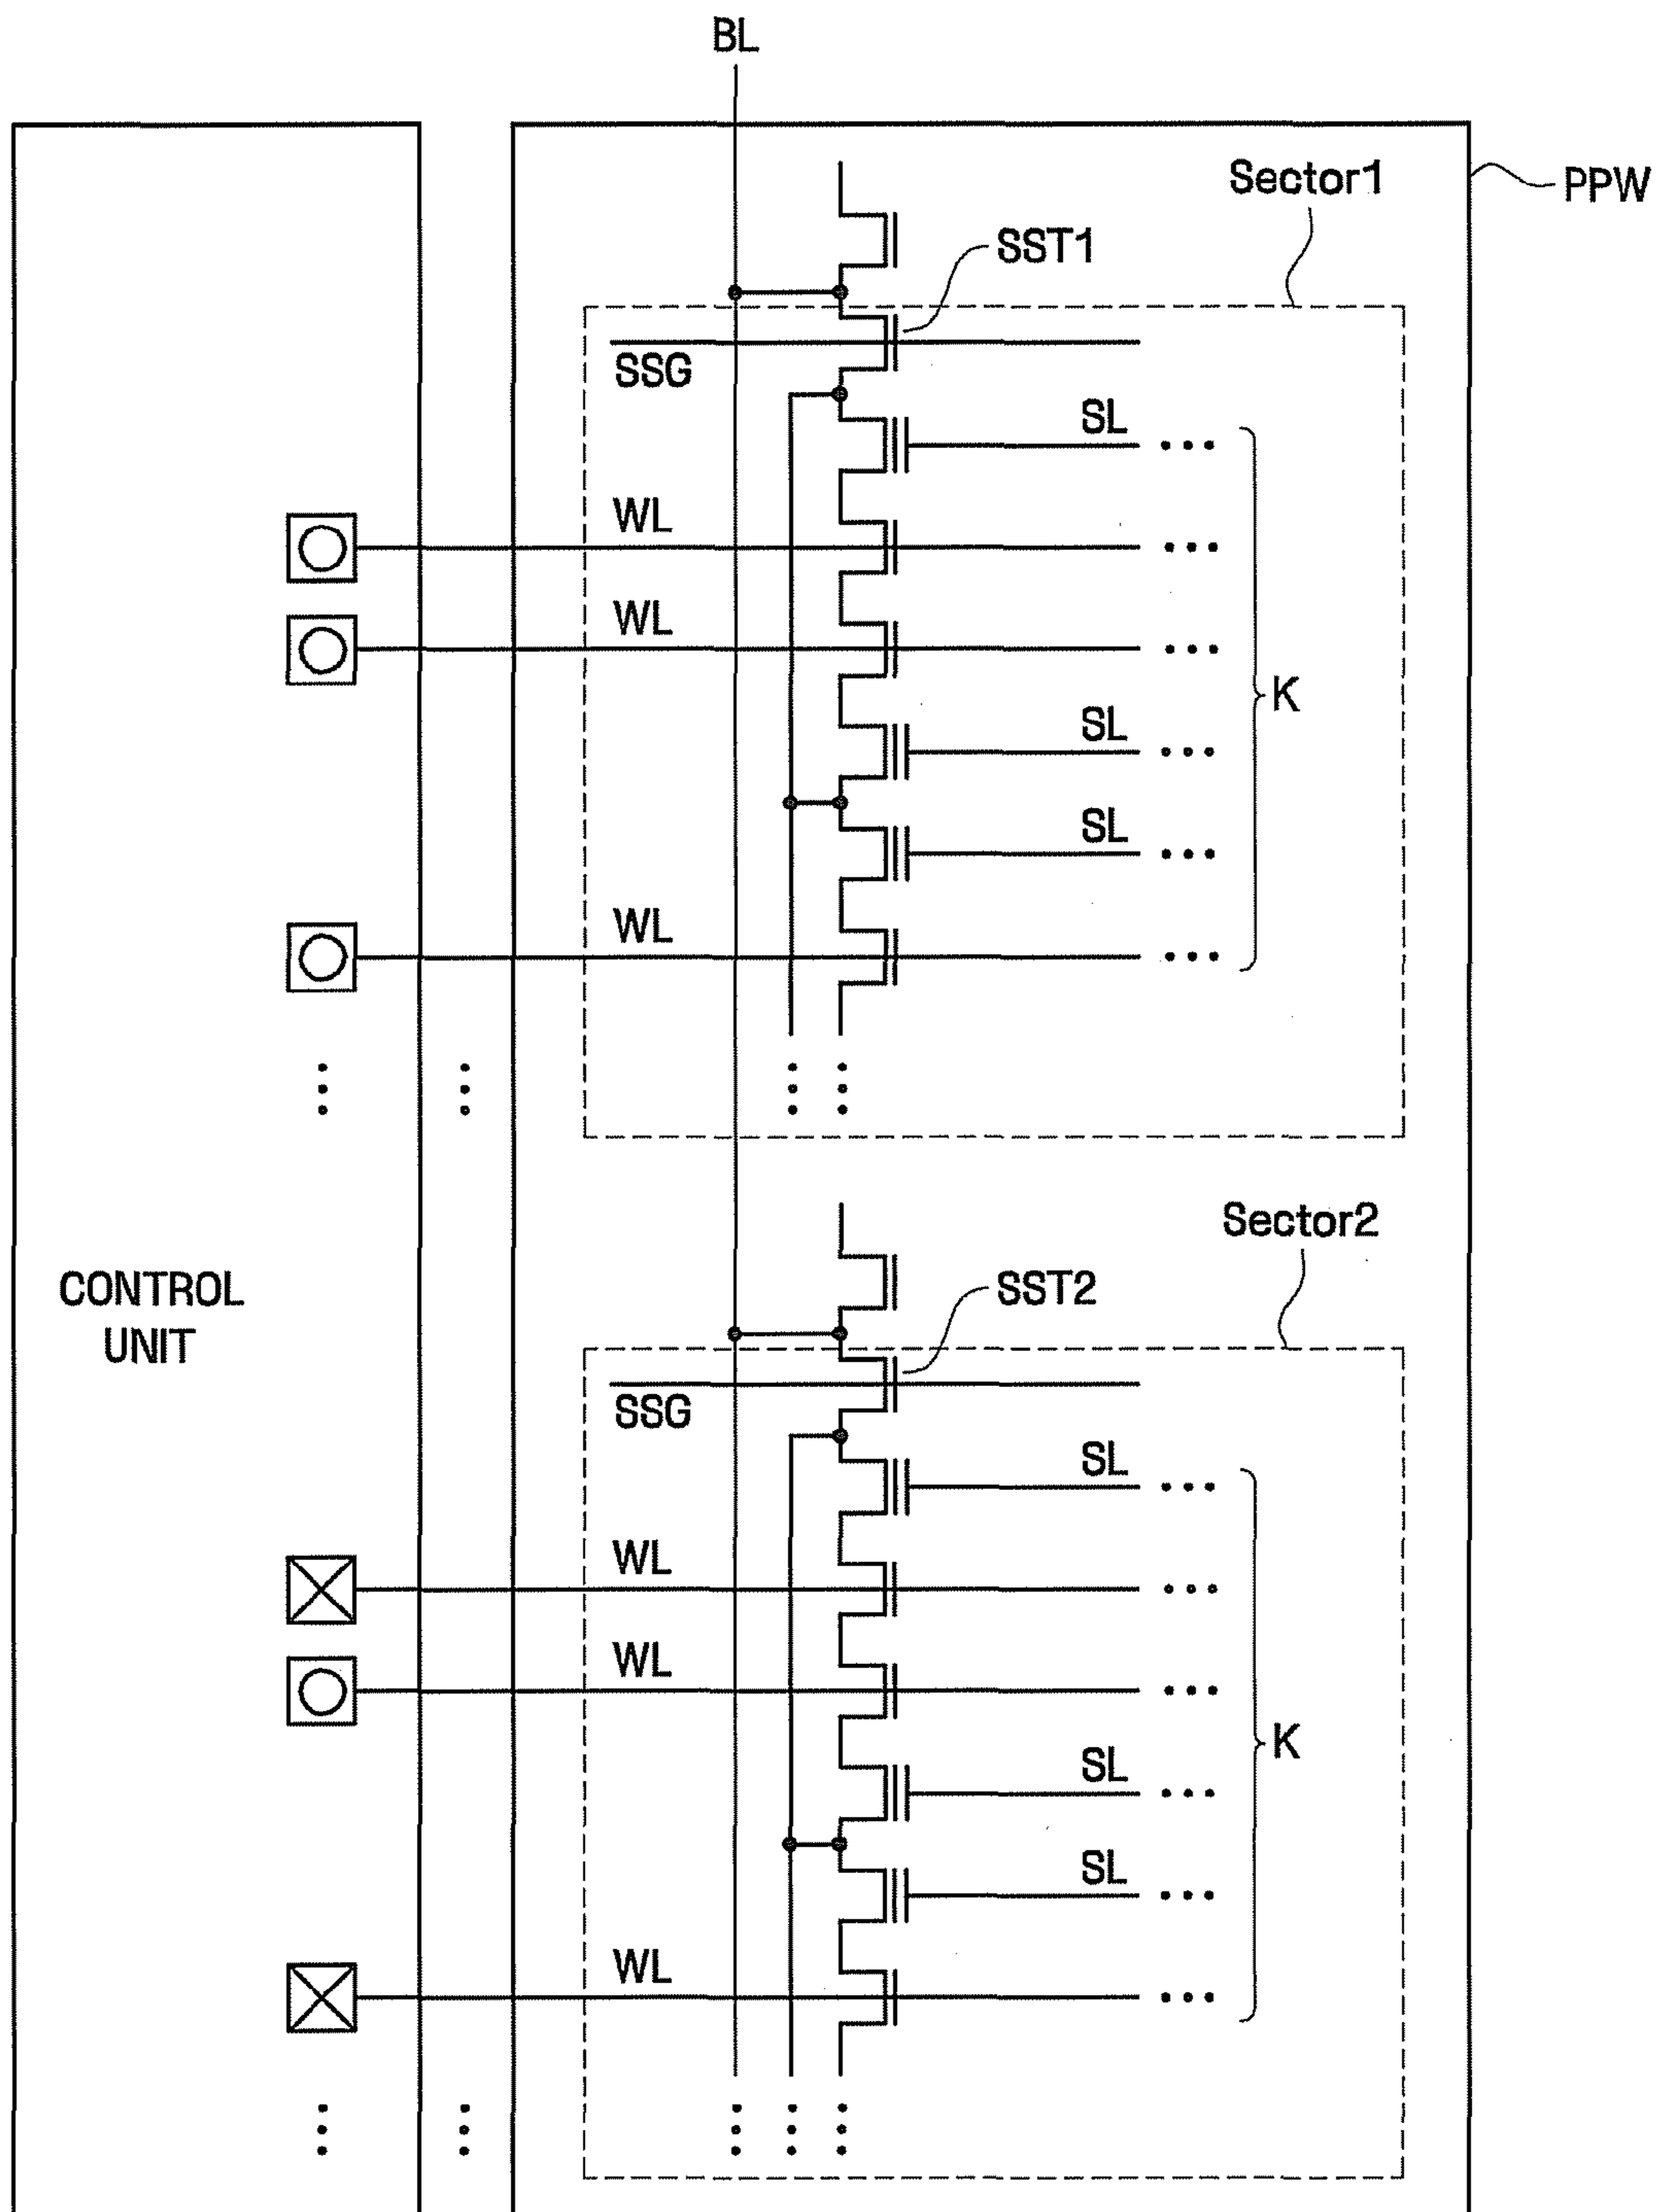 BL
PPW
Sector1
SST1
SSG
SL
WL
WL
K
SL
SL
WL
Sector2
CONTROL
UNIT
SST2
SSG
SL
WL
WL
K
SL
SL
WL